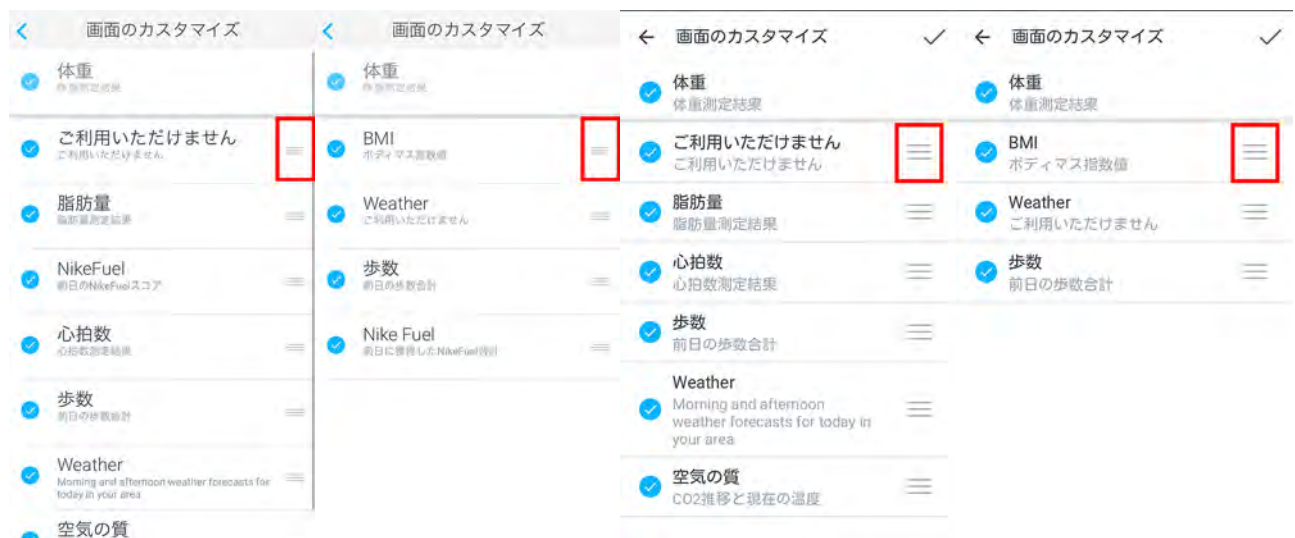 画面のカスタマイズ
体重
体重測定結果
ご利用いただけません
ご利用いただけません
脂肪量
脂肪量測定結果
NikeFuel
前日のNikeFuelスコア
心拍数
心拍数測定結果
歩数
前日の歩数合計
Weather
Morning and afternoon weather forecasts for
today in your area
空気の質
画面のカスタマイズ
体重
体重測定結果
BMI
ボディマス指数値
Weather
ご利用いただけません
歩数
前日の歩数合計
Nike Fuel
前日に獲得したNikeFuel合計
画面のカスタマイズ
体重
体重測定結果
ご利用いただけません
ご利用いただけません
脂肪量
脂肪量測定結果
心拍数
心拍数測定結果
歩数
前日の歩数合計
Weather
Morning and afternoon
weather forecasts for today in
your area
空気の質
CO2推移と現在の温度
画面のカスタマイズ
体重
体重測定結果
BMI
ボディマス指数値
Weather
ご利用いただけません
歩数
前日の歩数合計